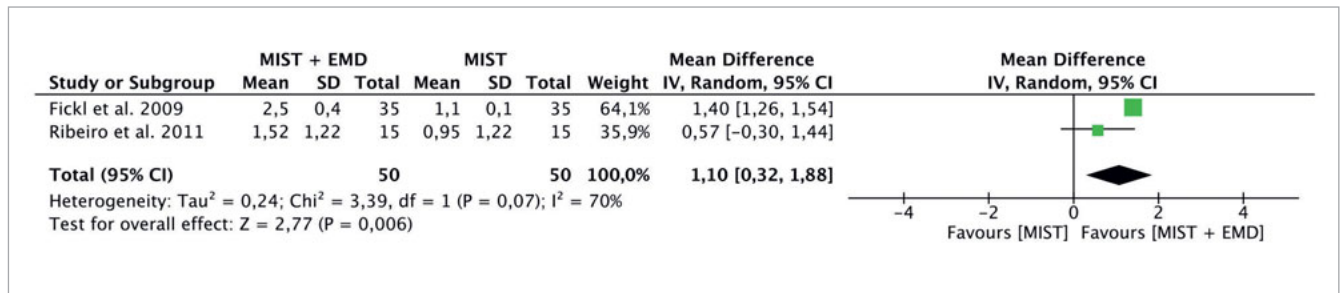 MIST + EMD MIST Mean Difference Mean Difference
Study or Subgroup Mean SD Total Mean SD Total Weight IV, Random, 95% CI IV, Random, 95% CI
Fickl et al. 2009 2,5 0,4 35 1,1 0,1 35 64,1% 1,40 [1,26, 1,54]
Ribeiro et al. 2011 1,52 1,22 15 0,95 1,22 15 35,9% 0,57 [−0,30, 1,44]
Total (95% CI) 50 50 100,0% 1,10 [0,32, 1,88]
Heterogeneity: Tau² = 0,24; Chi² = 3,39, df = 1 (P = 0,07); I² = 70%
Test for overall effect: Z = 2,77 (P = 0,006)
−4 −2 0 2 4
Favours [MIST] Favours [MIST + EMD]